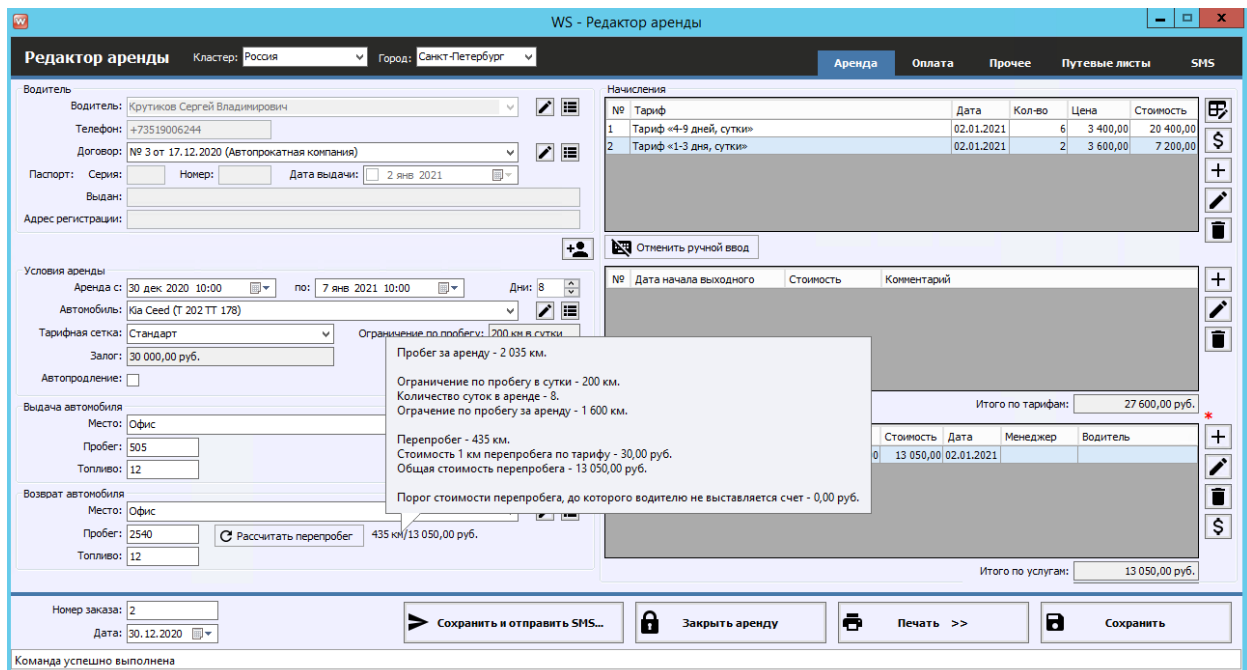 WS - Редактор аренды
Редактор аренды Кластер: Россия Город: Санкт-Петербург Аренда Оплата Прочее Путевые листы SMS
Водитель
Водитель: Крутиков Сергей Владимирович
Телефон: +73519006244
Договор: № 3 от 17.12.2020 (Автопрокатная компания)
Паспорт: Серия: Номер: Дата выдачи: 2 янв 2021
Выдан:
Адрес регистрации:
Условия аренды
Аренда с: 30 дек 2020 10:00 по: 7 янв 2021 10:00 Дни: 8
Автомобиль: Kia Ceed (Т 202 ТТ 178)
Тарифная сетка: Стандарт Ограничение по пробегу: 200 км в сутки
Залог: 30 000,00 руб.
Автопродление:
Выдача автомобиля
Место: Офис
Пробег: 505
Топливо: 12
Возврат автомобиля
Место: Офис
Пробег: 2540 Рассчитать перепробег 435 км/13 050,00 руб.
Топливо: 12
Пробег за аренду - 2 035 км.
Ограничение по пробегу в сутки - 200 км.
Количество суток в аренде - 8.
Ограчение по пробегу за аренду - 1 600 км.
Перепробег - 435 км.
Стоимость 1 км перепробега по тарифу - 30,00 руб.
Общая стоимость перепробега - 13 050,00 руб.
Порог стоимости перепробега, до которого водителю не выставляется счет - 0,00 руб.
Начисления
№ Тариф Дата Кол-во Цена Стоимость
1 Тариф «4-9 дней, сутки» 02.01.2021 6 3 400,00 20 400,00
2 Тариф «1-3 дня, сутки» 02.01.2021 2 3 600,00 7 200,00
Отменить ручной ввод
№ Дата начала выходного Стоимость Комментарий
Итого по тарифам: 27 600,00 руб.
*
Стоимость Дата Менеджер Водитель
0 13 050,00 02.01.2021
Итого по услугам: 13 050,00 руб.
Номер заказа: 2
Дата: 30.12.2020
Сохранить и отправить SMS... Закрыть аренду Печать >> Сохранить
Команда успешно выполнена